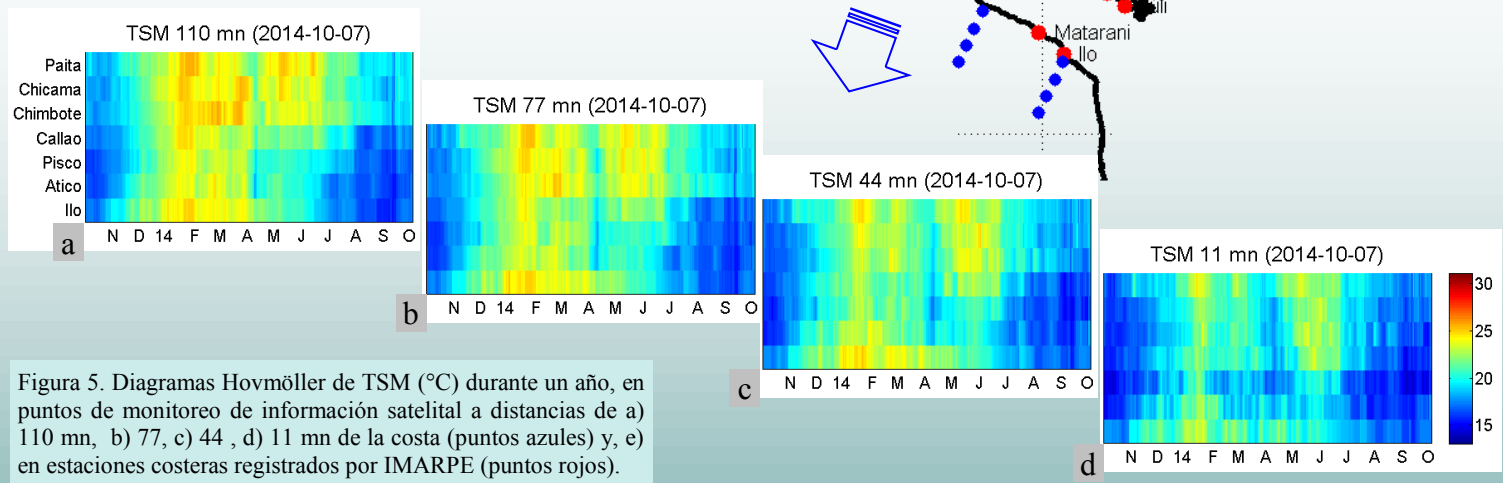 lli
Matarani
Ilo
TSM 110 mn (2014-10-07)
Paita
Chicama
Chimbote
Callao
Pisco
Atico
Ilo
N D 14 F M A M J J A S O
a
TSM 77 mn (2014-10-07)
N D 14 F M A M J J A S O
b
TSM 44 mn (2014-10-07)
N D 14 F M A M J J A S O
c
TSM 11 mn (2014-10-07)
30
25
20
15
N D 14 F M A M J J A S O
d
Figura 5. Diagramas Hovmöller de TSM (°C) durante un año, en
puntos de monitoreo de información satelital a distancias de a)
110 mn, b) 77, c) 44 , d) 11 mn de la costa (puntos azules) y, e)
en estaciones costeras registrados por IMARPE (puntos rojos).